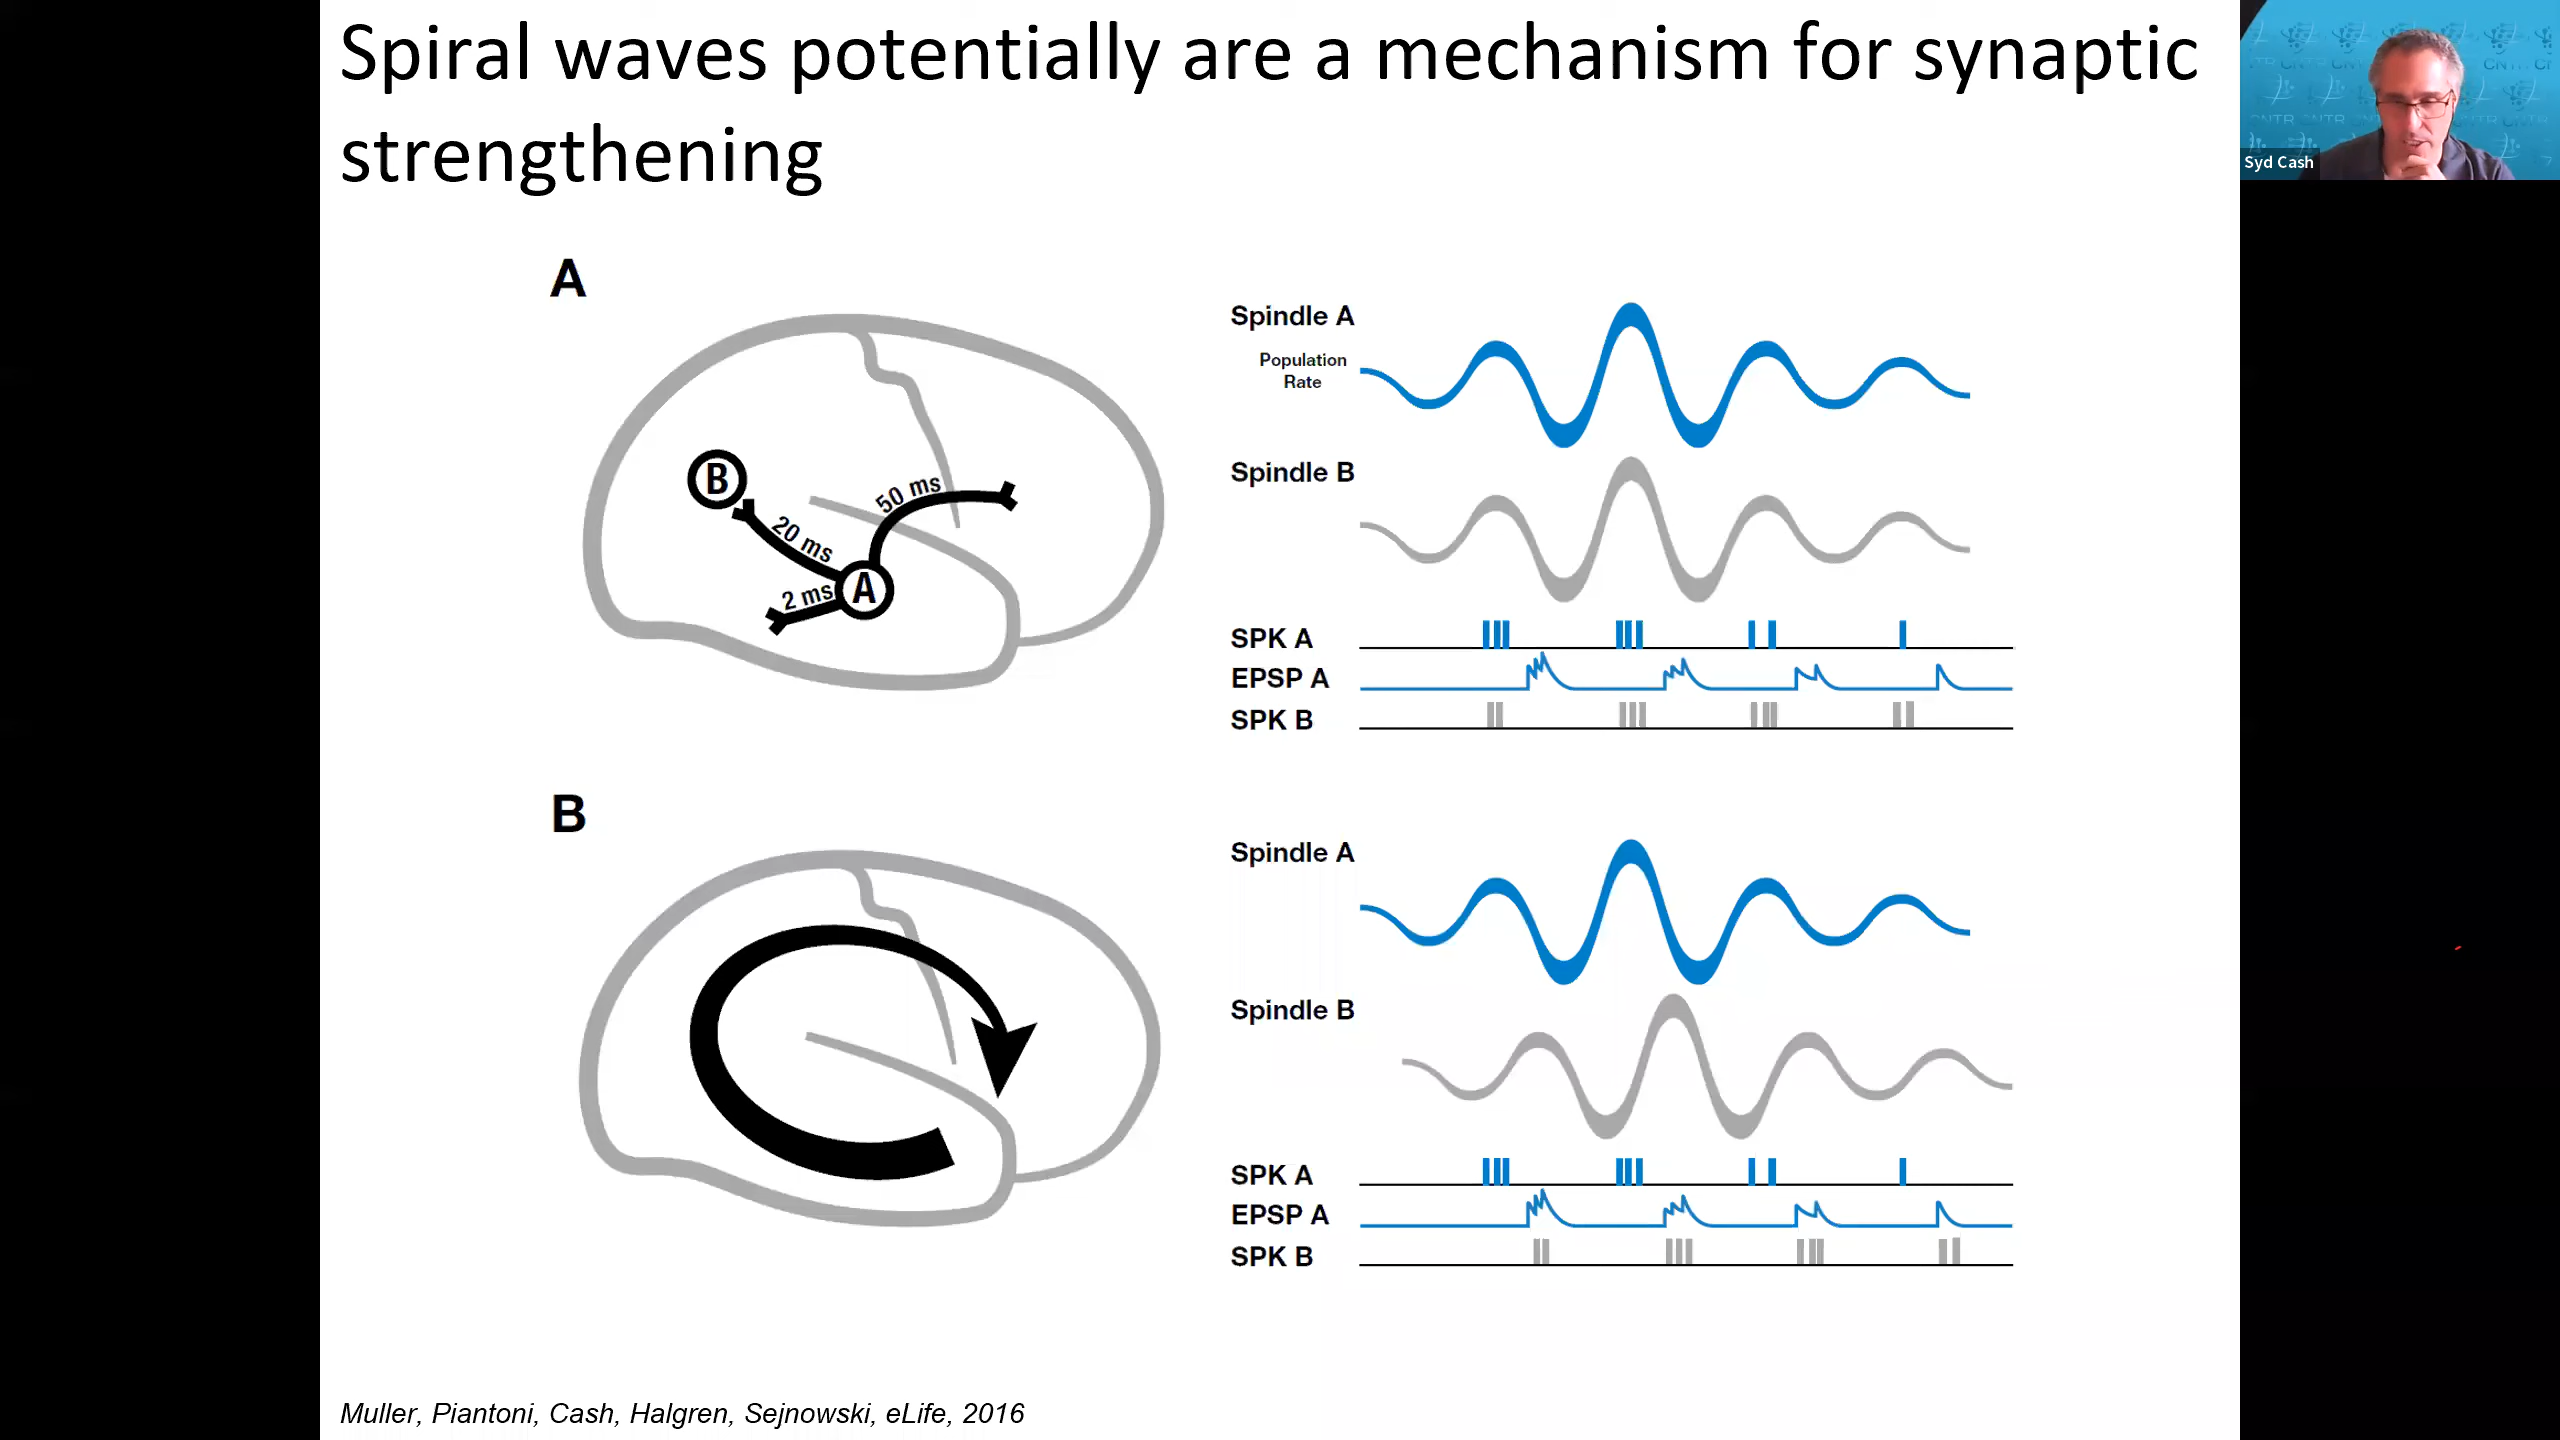 Spiral waves potentially are a mechanism for synaptic
strengthening
Syd Cash
A
B
A
50 ms
20 ms
2 ms
Spindle A
Population
Rate
Spindle B
SPK A
EPSP A
SPK B
B
Spindle A
Spindle B
SPK A
EPSP A
SPK B
Muller, Piantoni, Cash, Halgren, Sejnowski, eLife, 2016